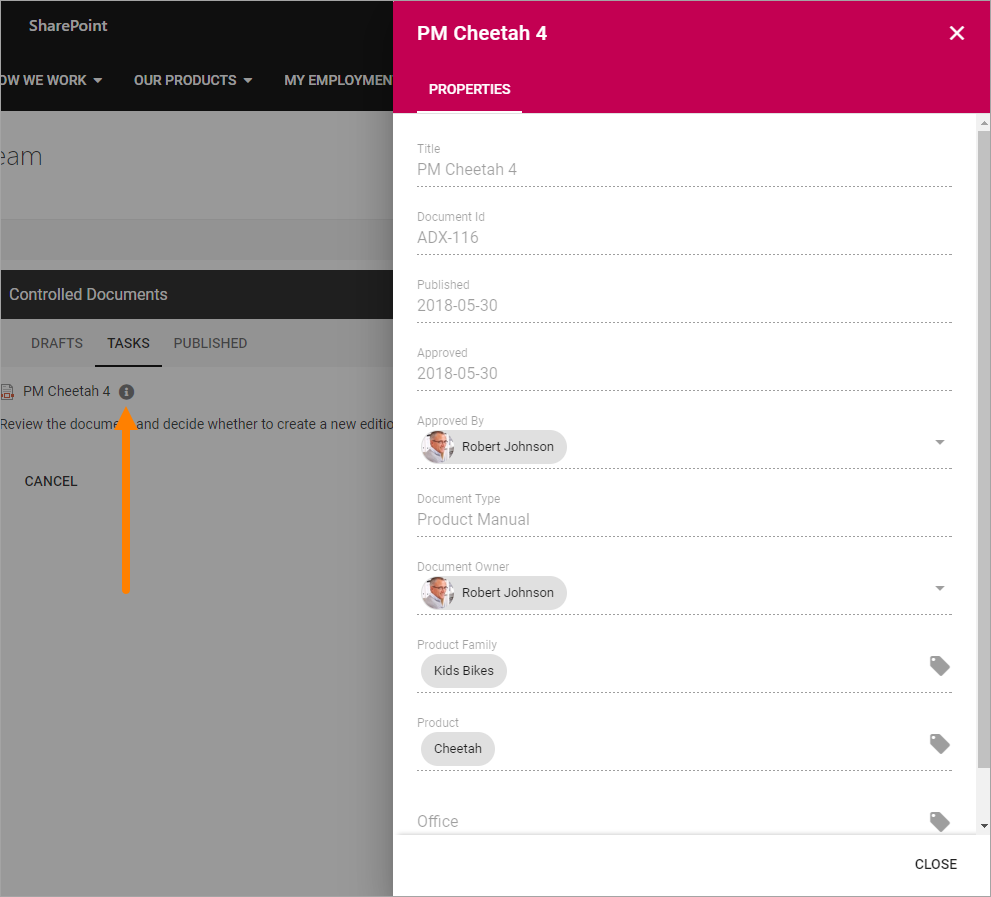 SharePoint
OW WE WORK
OUR PRODUCTS
MY EMPLOYMEN
eam
Controlled Documents
DRAFTS
TASKS
PUBLISHED
PM Cheetah 4
Review the docume and decide whether to create a new editio
CANCEL
PM Cheetah 4
PROPERTIES
Title
PM Cheetah 4
Document Id
ADX-116
Published
2018-05-30
Approved
2018-05-30
Approved By
Robert Johnson
Document Type
Product Manual
Document Owner
Robert Johnson
Product Family
Kids Bikes
Product
Cheetah
Office
CLOSE